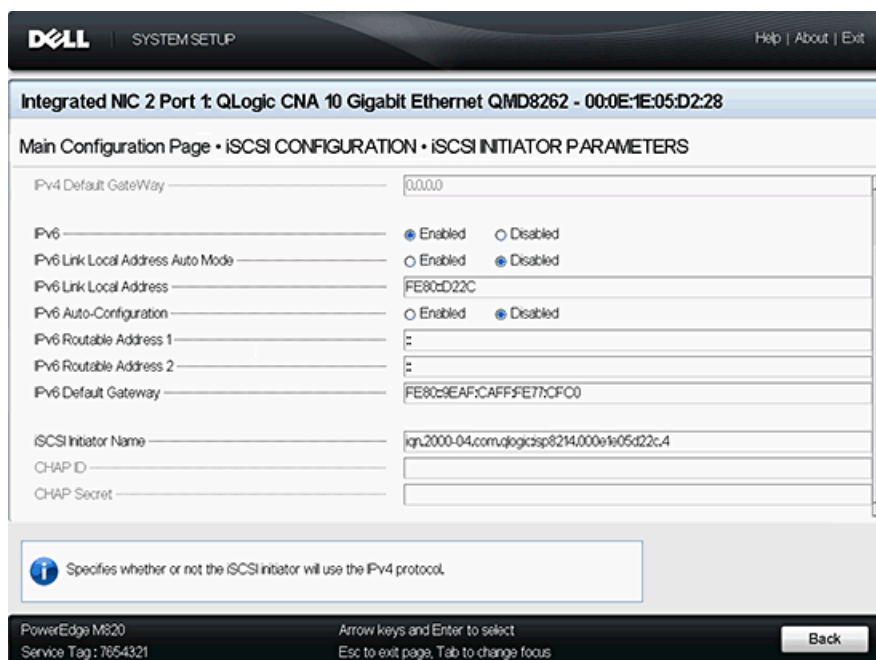 DELL SYSTEM SETUP Help | About | Exit
Integrated NIC 2 Port 1: QLogic CNA 10 Gigabit Ethernet QMD8262 - 00:0E:1E:05:D2:28
Main Configuration Page • iSCSI CONFIGURATION • iSCSI INITIATOR PARAMETERS
IPv4 Default GateWay 0.0.0.0
IPv6 Enabled Disabled
IPv6 Link Local Address Auto Mode Enabled Disabled
IPv6 Link Local Address FE80::D22C
IPv6 Auto-Configuration Enabled Disabled
IPv6 Routable Address 1 ::
IPv6 Routable Address 2 ::
IPv6 Default Gateway FE80::9EAF:CAFF:FE77:CFC0
iSCSI Initiator Name iqn.2000-04.com.qlogic:isp8214.000e1e05d22c.4
CHAP ID
CHAP Secret
Specifies whether or not the iSCSI initiator will use the IPv4 protocol.
PowerEdge M820 Arrow keys and Enter to select
Service Tag : 7654321 Esc to exit page, Tab to change focus
Back